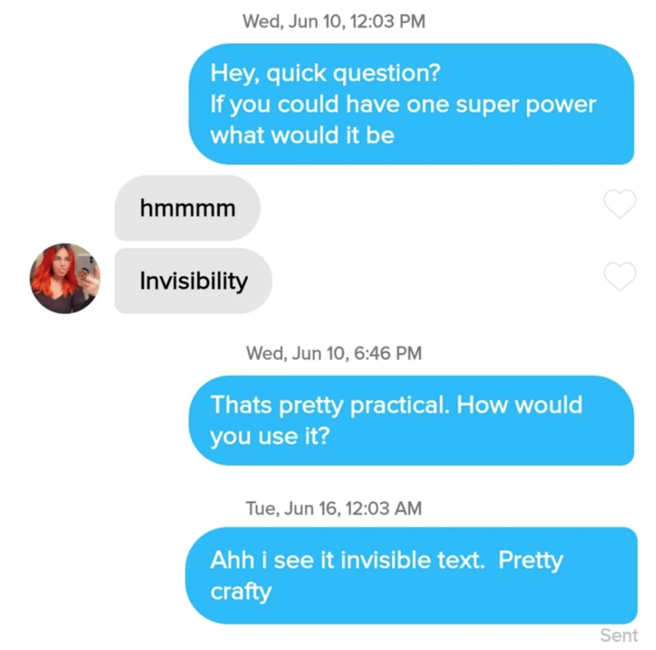 Wed, Jun 10, 12:03 PM
Hey, quick question?
If you could have one super power
what would it be
hmmmm
Invisibility
Wed, Jun 10, 6:46 PM
Thats pretty practical. How would
you use it?
Tue, Jun 16, 12:03 AM
Ahh i see it invisible text.  Pretty
crafty
Sent